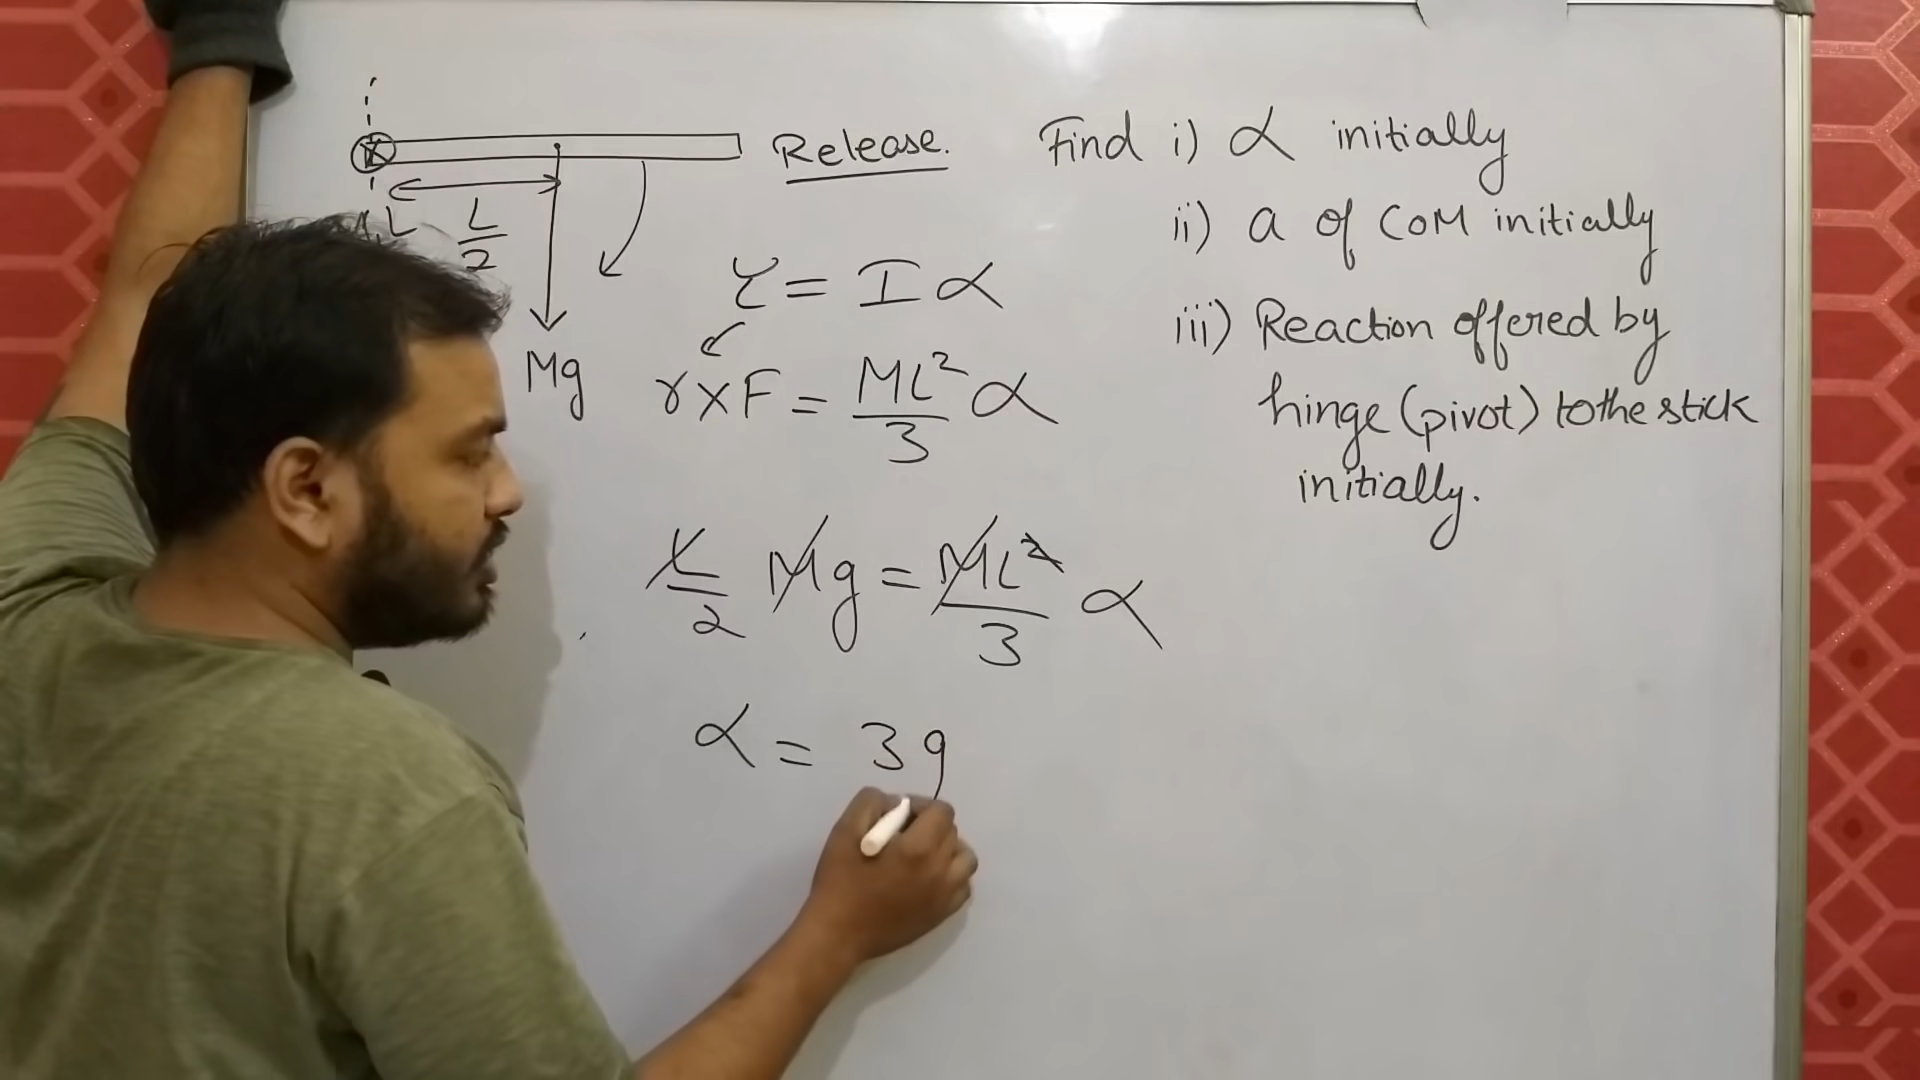 Release.
Find i) α initially
ii) a of COM initially
iii) Reaction offered by
hinge (pivot) to the stick
initially.
L
L/2
Mg
τ = Iα
r×F = ML²/3 α
L/2 Mg = ML²/3 α
α = 3g